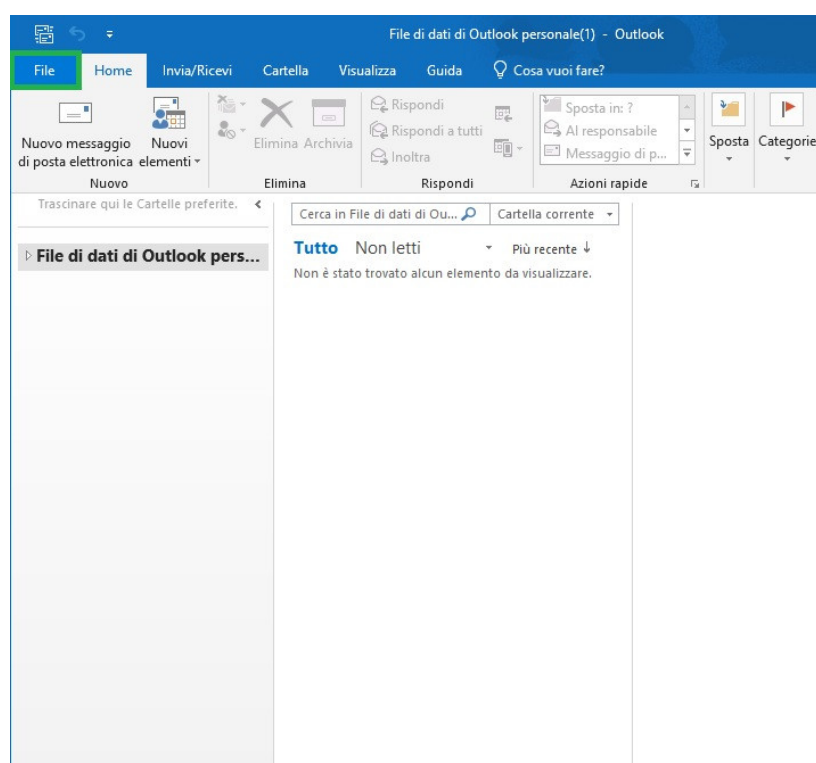 File di dati di Outlook personale(1) - Outlook
File Home Invia/Ricevi Cartella Visualizza Guida Cosa vuoi fare?
Nuovo messaggio di posta elettronica
Nuovi elementi
Nuovo
Elimina
Archivia
Elimina
Rispondi
Rispondi a tutti
Inoltra
Rispondi
Sposta in: ?
Al responsabile
Messaggio di p...
Azioni rapide
Sposta
Categorie
Trascinare qui le Cartelle preferite.
File di dati di Outlook pers...
Cerca in File di dati di Ou...
Cartella corrente
Tutto Non letti
Più recente ↓
Non è stato trovato alcun elemento da visualizzare.